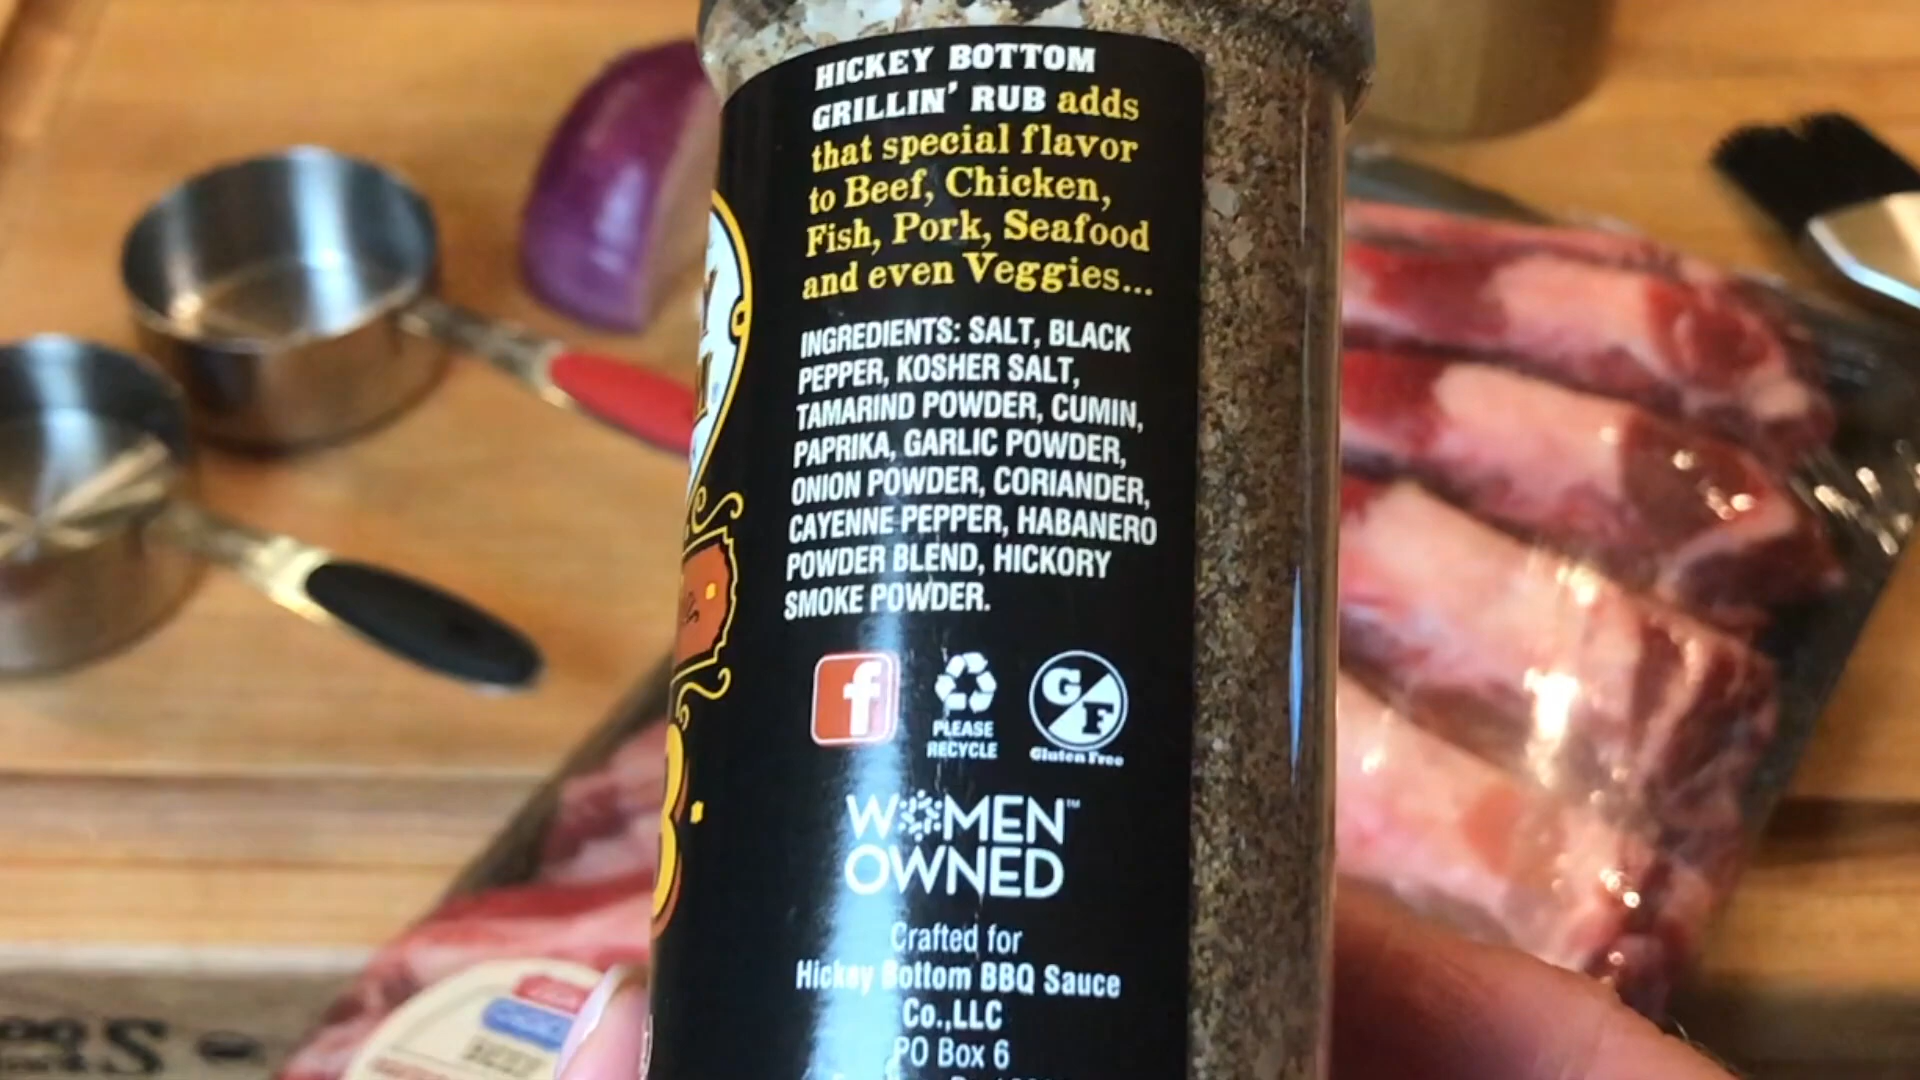 HICKEY BOTTOM
GRILLIN' RUB adds
that special flavor
to Beef, Chicken,
Fish, Pork, Seafood
and even Veggies...
INGREDIENTS: SALT, BLACK
PEPPER, KOSHER SALT,
TAMARIND POWDER, CUMIN,
PAPRIKA, GARLIC POWDER,
ONION POWDER, CORIANDER,
CAYENNE PEPPER, HABANERO
POWDER BLEND, HICKORY
SMOKE POWDER.
f
PLEASE
RECYCLE
GF
Gluten Free
WOMEN™
OWNED
Crafted for
Hickey Bottom BBQ Sauce
Co.,LLC
PO Box 6